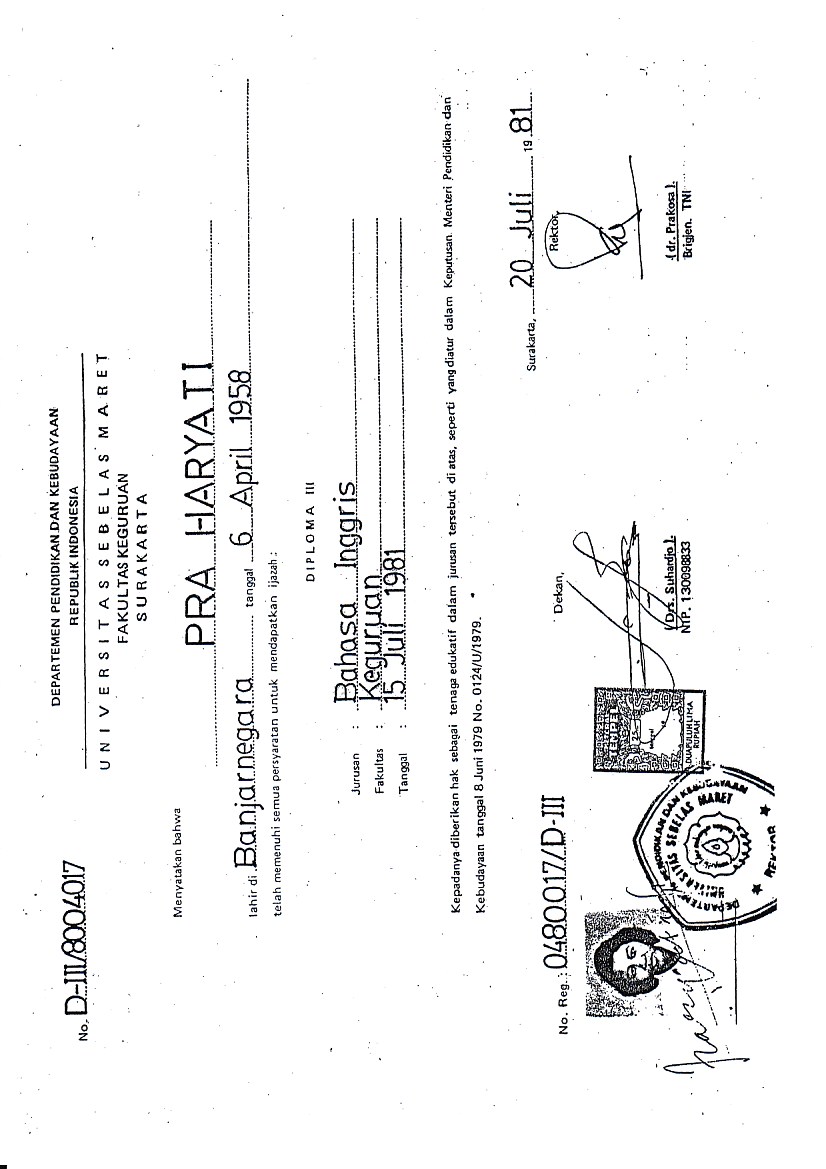 No. D-III/8004017
DEPARTEMEN PENDIDIKAN DAN KEBUDAYAAN
REPUBLIK INDONESIA
UNIVERSITAS SEBELAS MARET
FAKULTAS KEGURUAN
SURAKARTA
Menyatakan bahwa
PRA HARYATI
lahir di Banjarnegara tanggal 6 April 1958
telah memenuhi semua persyaratan untuk mendapatkan ijazah :
DIPLOMA III
Jurusan : Bahasa Inggris
Fakultas : Keguruan
Tanggal : 15 Juli 1981
Kepadanya diberikan hak sebagai tenaga edukatif dalam jurusan tersebut di atas, seperti yang diatur dalam Keputusan Menteri Pendidikan dan
Kebudayaan tanggal 8 Juni 1979 No. 0124/U/1979.
Surakarta, 20 Juli 1981
No. Reg. : 0480017/D-III
Dekan,
Rektor,
( Drs. Suhardjo ).
NIP. 130098833
( dr. Prakosa ).
Brigjen. TNI
DUAPULUH LIMA
RUPIAH
25
DEPARTEMEN PENDIDIKAN DAN KEBUDAYAAN
UNIVERSITAS SEBELAS MARET
REKTOR